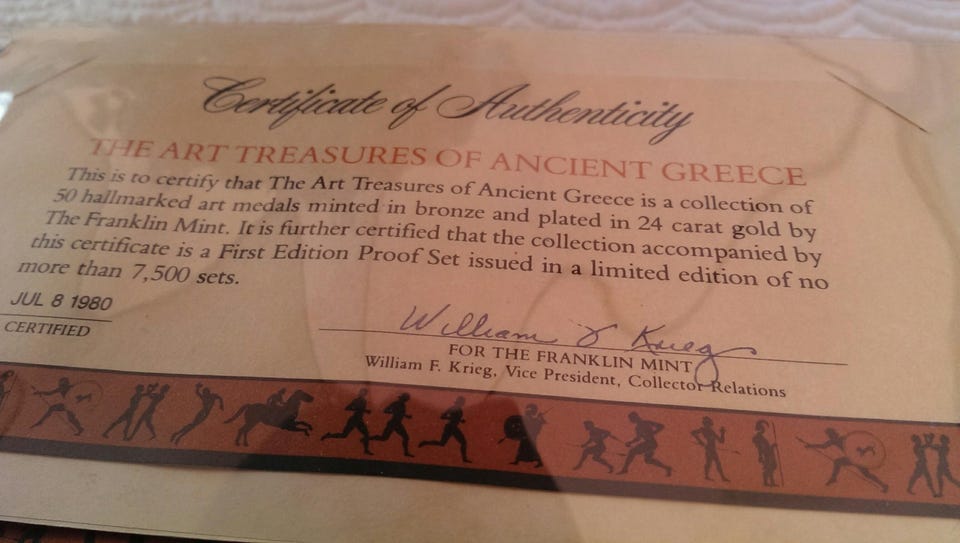 Certificate of Authenticity
THE ART TREASURES OF ANCIENT GREECE
This is to certify that The Art Treasures of Ancient Greece is a collection of
50 hallmarked art medals minted in bronze and plated in 24 carat gold by
The Franklin Mint. It is further certified that the collection accompanied by
this certificate is a First Edition Proof Set issued in a limited edition of no
more than 7,500 sets.
JUL 8 1980
CERTIFIED
William F Krieg
FOR THE FRANKLIN MINT
William F. Krieg, Vice President, Collector Relations